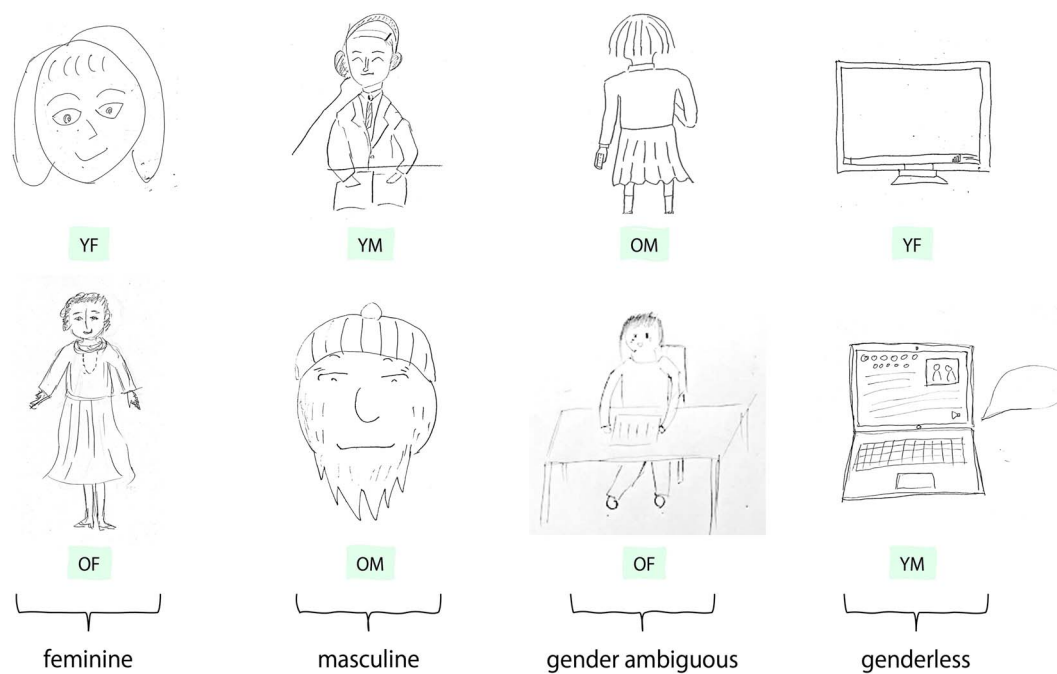 YF
YM
OM
YF
OF
OM
OF
YM
feminine
masculine
gender ambiguous
genderless